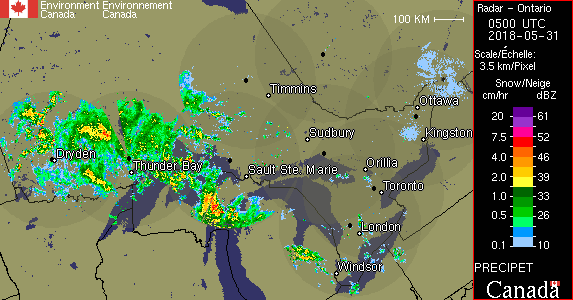 Environment Environnement
Canada Canada
100 KM
Timmins
Ottawa
Sudbury
Kingston
Dryden
Thunder Bay
Sault Ste. Marie
Orillia
Toronto
London
Windsor
Radar - Ontario
0500 UTC
2018-05-31
Scale/Échelle:
3.5 km/Pixel
Snow/Neige
cm/hr dBZ
20 61
7.5 52
4.0 46
2.0 39
1.0 33
0.5 26
0.1 10
PRECIPET
Canada